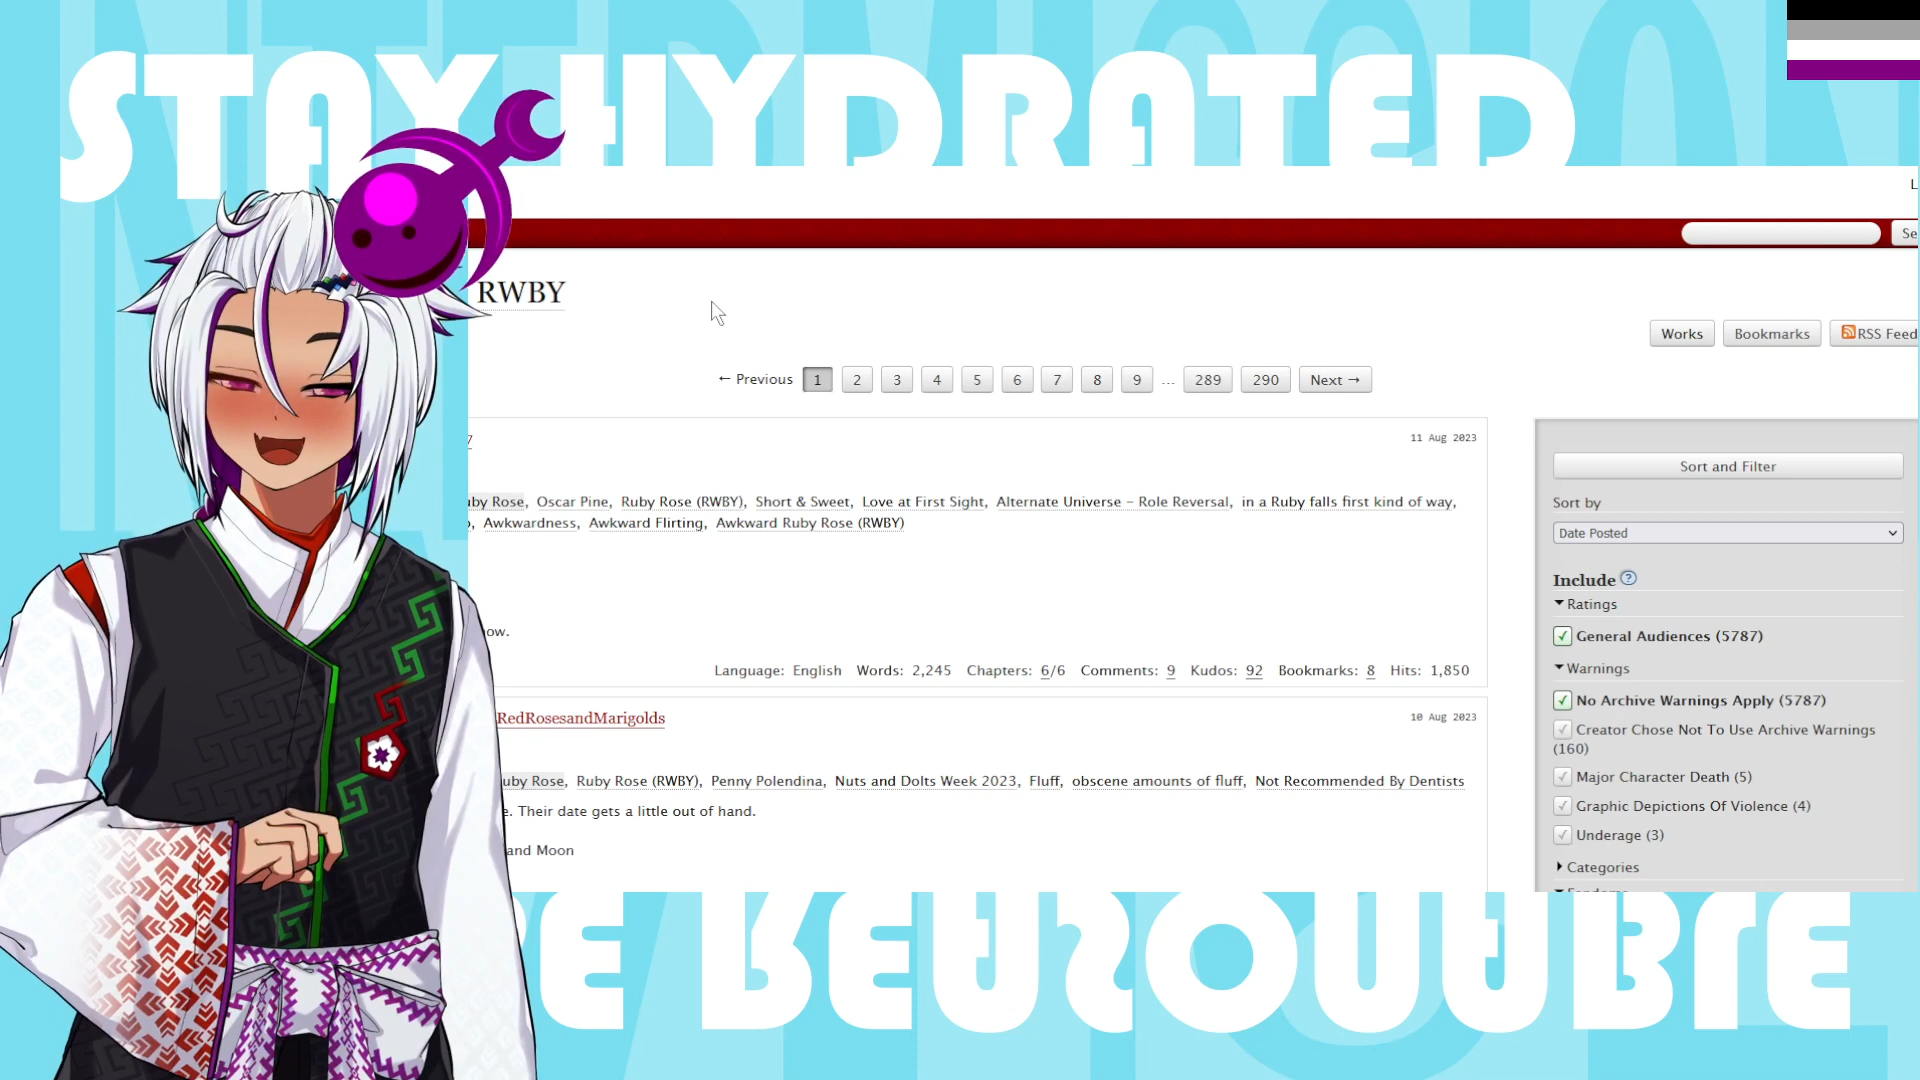 STAY HYDRATED
RWBY
Works
Bookmarks
RSS Feed
← Previous 1 2 3 4 5 6 7 8 9 … 289 290 Next →
11 Aug 2023
Rose, Oscar Pine, Ruby Rose (RWBY), Short & Sweet, Love at First Sight, Alternate Universe - Role Reversal, in a Ruby falls first kind of way,
Awkwardness, Awkward Flirting, Awkward Ruby Rose (RWBY)
Language: English Words: 2,245 Chapters: 6/6 Comments: 9 Kudos: 92 Bookmarks: 8 Hits: 1,850
RedRosesandMarigolds
10 Aug 2023
Rose, Ruby Rose (RWBY), Penny Polendina, Nuts and Dolts Week 2023, Fluff, obscene amounts of fluff, Not Recommended By Dentists
Their date gets a little out of hand.
and Moon
Sort and Filter
Sort by
Date Posted
Include ?
Ratings
General Audiences (5787)
Warnings
No Archive Warnings Apply (5787)
Creator Chose Not To Use Archive Warnings
(160)
Major Character Death (5)
Graphic Depictions Of Violence (4)
Underage (3)
Categories